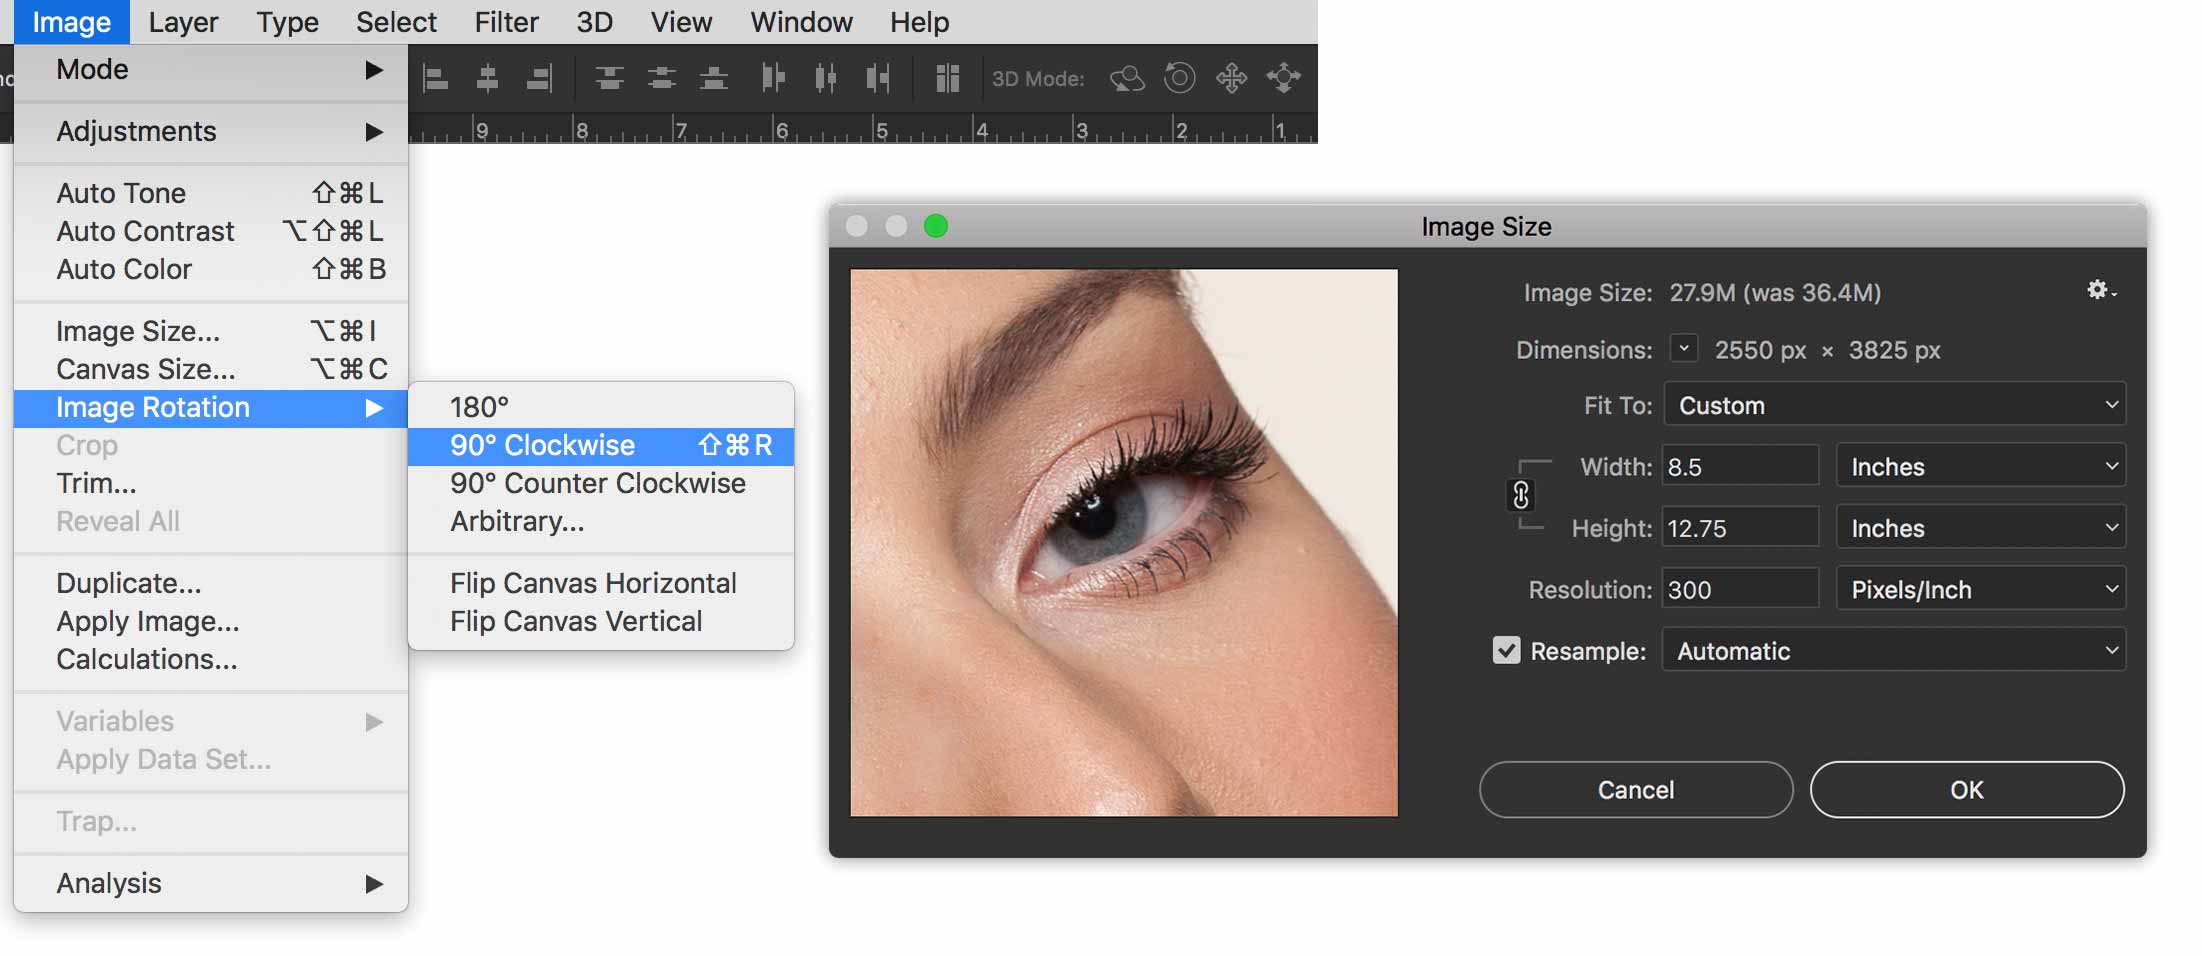 Image Layer Type Select Filter 3D View Window Help
3D Mode:
9 8 7 6 5 4 3 2 1
Mode
Adjustments
Auto Tone ⇧⌘L
Auto Contrast ⌥⇧⌘L
Auto Color ⇧⌘B
Image Size... ⌥⌘I
Canvas Size... ⌥⌘C
Image Rotation
Crop
Trim...
Reveal All
Duplicate...
Apply Image...
Calculations...
Variables
Apply Data Set...
Trap...
Analysis
180°
90° Clockwise ⇧⌘R
90° Counter Clockwise
Arbitrary...
Flip Canvas Horizontal
Flip Canvas Vertical
Image Size
Image Size: 27.9M (was 36.4M)
Dimensions: 2550 px × 3825 px
Fit To: Custom
Width: 8.5 Inches
Height: 12.75 Inches
Resolution: 300 Pixels/Inch
Resample: Automatic
Cancel OK